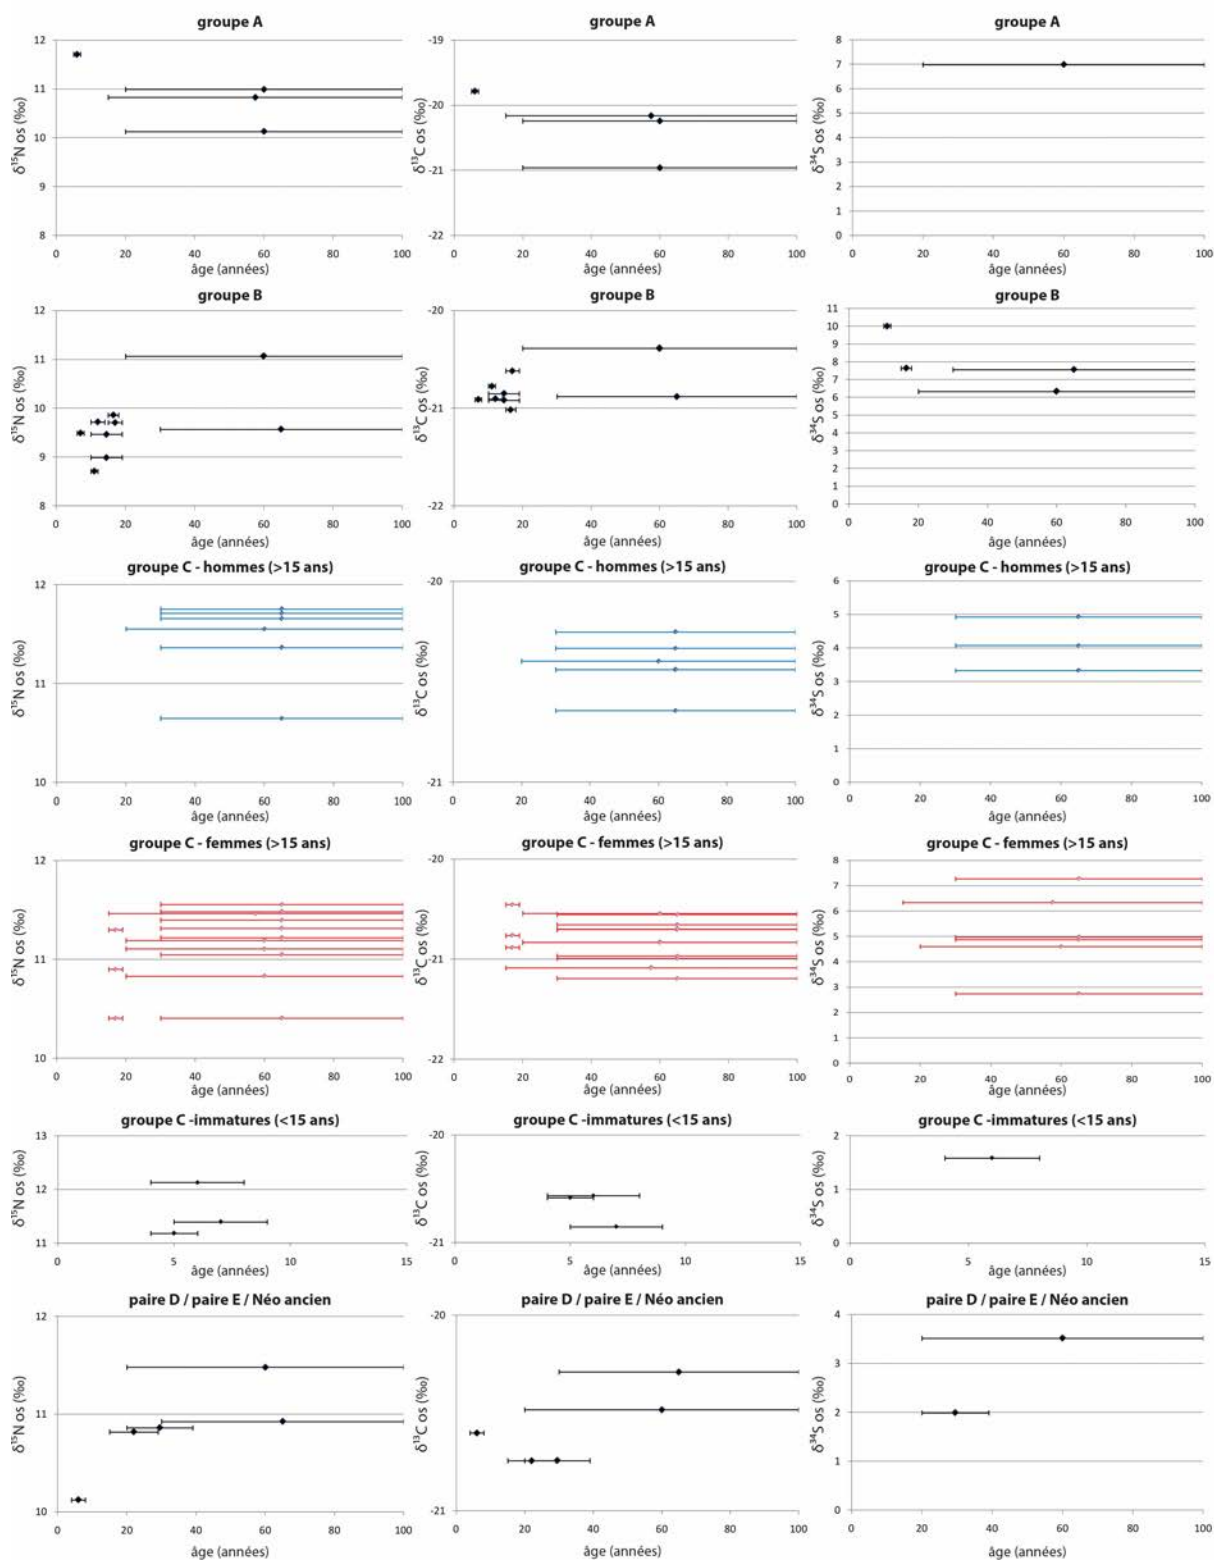 groupe A
groupe A
groupe A
12
11
10
9
8
δ¹⁵N os (‰)
0 20 40 60 80 100
âge (années)
-19
-20
-21
-22
δ¹³C os (‰)
0 20 40 60 80 100
âge (années)
8
7
6
5
4
3
2
1
0
δ³⁴S os (‰)
0 20 40 60 80 100
âge (années)
groupe B
groupe B
groupe B
12
11
10
9
8
δ¹⁵N os (‰)
0 20 40 60 80 100
âge (années)
-20
-21
-22
δ¹³C os (‰)
0 20 40 60 80 100
âge (années)
11
10
9
8
7
6
5
4
3
2
1
0
δ³⁴S os (‰)
0 20 40 60 80 100
âge (années)
groupe C - hommes (>15 ans)
groupe C - hommes (>15 ans)
groupe C - hommes (>15 ans)
12
11
10
δ¹⁵N os (‰)
0 20 40 60 80 100
âge (années)
-20
-21
δ¹³C os (‰)
0 20 40 60 80 100
âge (années)
6
5
4
3
2
1
0
δ³⁴S os (‰)
0 20 40 60 80 100
âge (années)
groupe C - femmes (>15 ans)
groupe C - femmes (>15 ans)
groupe C - femmes (>15 ans)
12
11
10
δ¹⁵N os (‰)
0 20 40 60 80 100
âge (années)
-20
-21
-22
δ¹³C os (‰)
0 20 40 60 80 100
âge (années)
8
7
6
5
4
3
2
1
0
δ³⁴S os (‰)
0 20 40 60 80 100
âge (années)
groupe C -immatures (<15 ans)
groupe C -immatures (<15 ans)
groupe C -immatures (<15 ans)
13
12
11
δ¹⁵N os (‰)
0 5 10 15
âge (années)
-20
-21
δ¹³C os (‰)
0 5 10 15
âge (années)
2
1
0
δ³⁴S os (‰)
0 5 10 15
âge (années)
paire D / paire E / Néo ancien
paire D / paire E / Néo ancien
paire D / paire E / Néo ancien
12
11
10
δ¹⁵N os (‰)
0 20 40 60 80 100
âge (années)
-20
-21
δ¹³C os (‰)
0 20 40 60 80 100
âge (années)
4
3
2
1
0
δ³⁴S os (‰)
0 20 40 60 80 100
âge (années)